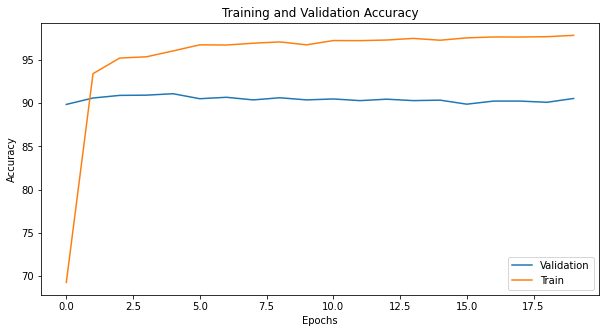 Training and Validation Accuracy
Accuracy
95
90
85
80
75
70
0.0 2.5 5.0 7.5 10.0 12.5 15.0 17.5
Epochs
Validation
Train